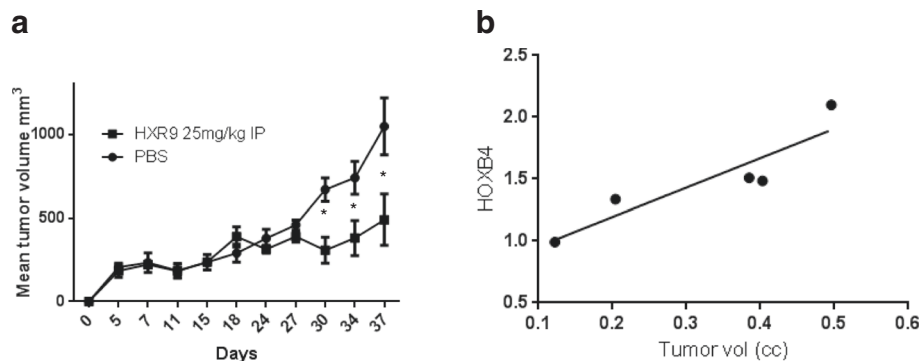 a
Mean tumor volume mm3
1000
500
0
HXR9 25mg/kg IP
PBS
*
*
*
0 5 7 11 15 18 24 27 30 34 37
Days
b
HOXB4
2.5
2.0
1.5
1.0
0.5
0.1 0.2 0.3 0.4 0.5 0.6
Tumor vol (cc)